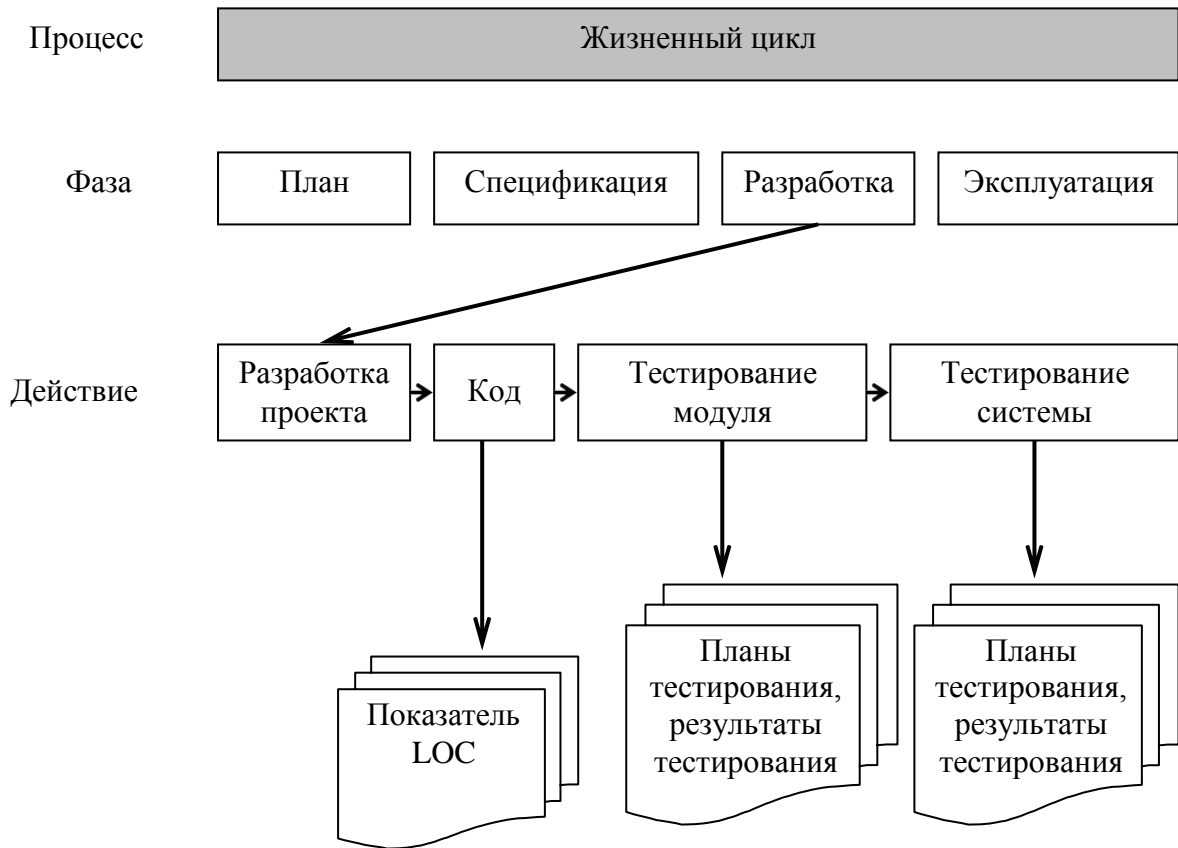 Процесс
Жизненный цикл
Фаза
План
Спецификация
Разработка
Эксплуатация
Действие
Разработка
проекта
Код
Тестирование
модуля
Тестирование
системы
Показатель
LOC
Планы
тестирования,
результаты
тестирования
Планы
тестирования,
результаты
тестирования